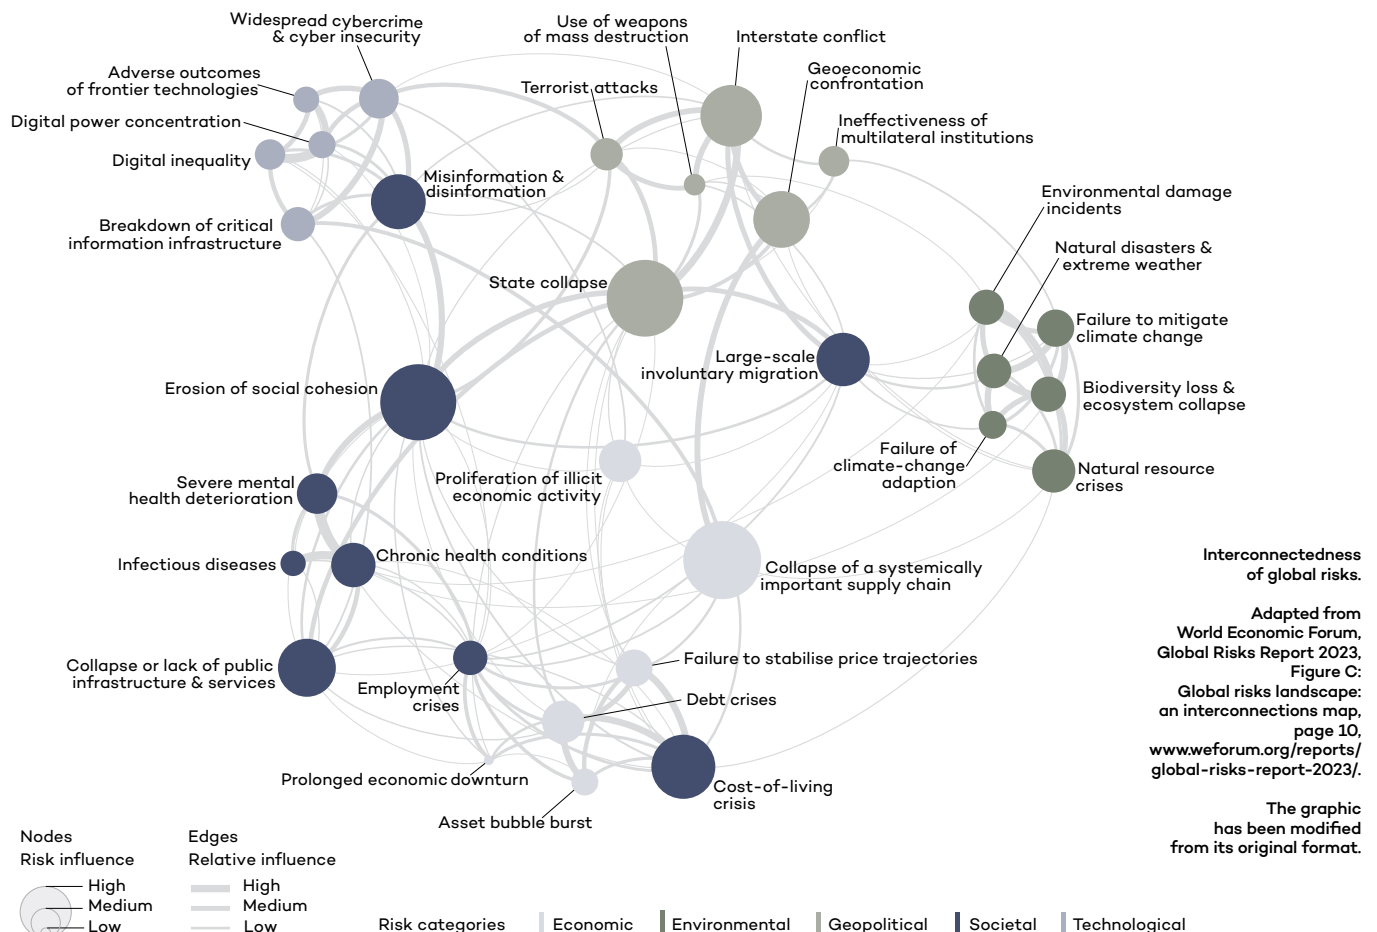 Widespread cybercrime
& cyber insecurity
Use of weapons
of mass destruction
Interstate conflict
Adverse outcomes
of frontier technologies
Terrorist attacks
Geoeconomic
confrontation
Digital power concentration
Ineffectiveness of
multilateral institutions
Digital inequality
Misinformation &
disinformation
Environmental damage
incidents
Breakdown of critical
information infrastructure
Natural disasters &
extreme weather
State collapse
Failure to mitigate
climate change
Large-scale
involuntary migration
Erosion of social cohesion
Biodiversity loss &
ecosystem collapse
Failure of
climate-change
adaption
Natural resource
crises
Proliferation of illicit
economic activity
Severe mental
health deterioration
Infectious diseases
Chronic health conditions
Collapse of a systemically
important supply chain
Collapse or lack of public
infrastructure & services
Employment
crises
Failure to stabilise price trajectories
Debt crises
Prolonged economic downturn
Cost-of-living
crisis
Asset bubble burst
Interconnectedness
of global risks.
Adapted from
World Economic Forum,
Global Risks Report 2023,
Figure C:
Global risks landscape:
an interconnections map,
page 10,
www.weforum.org/reports/
global-risks-report-2023/.
The graphic
has been modified
from its original format.
Nodes
Risk influence
High
Medium
Low
Edges
Relative influence
High
Medium
Low
Risk categories
Economic
Environmental
Geopolitical
Societal
Technological